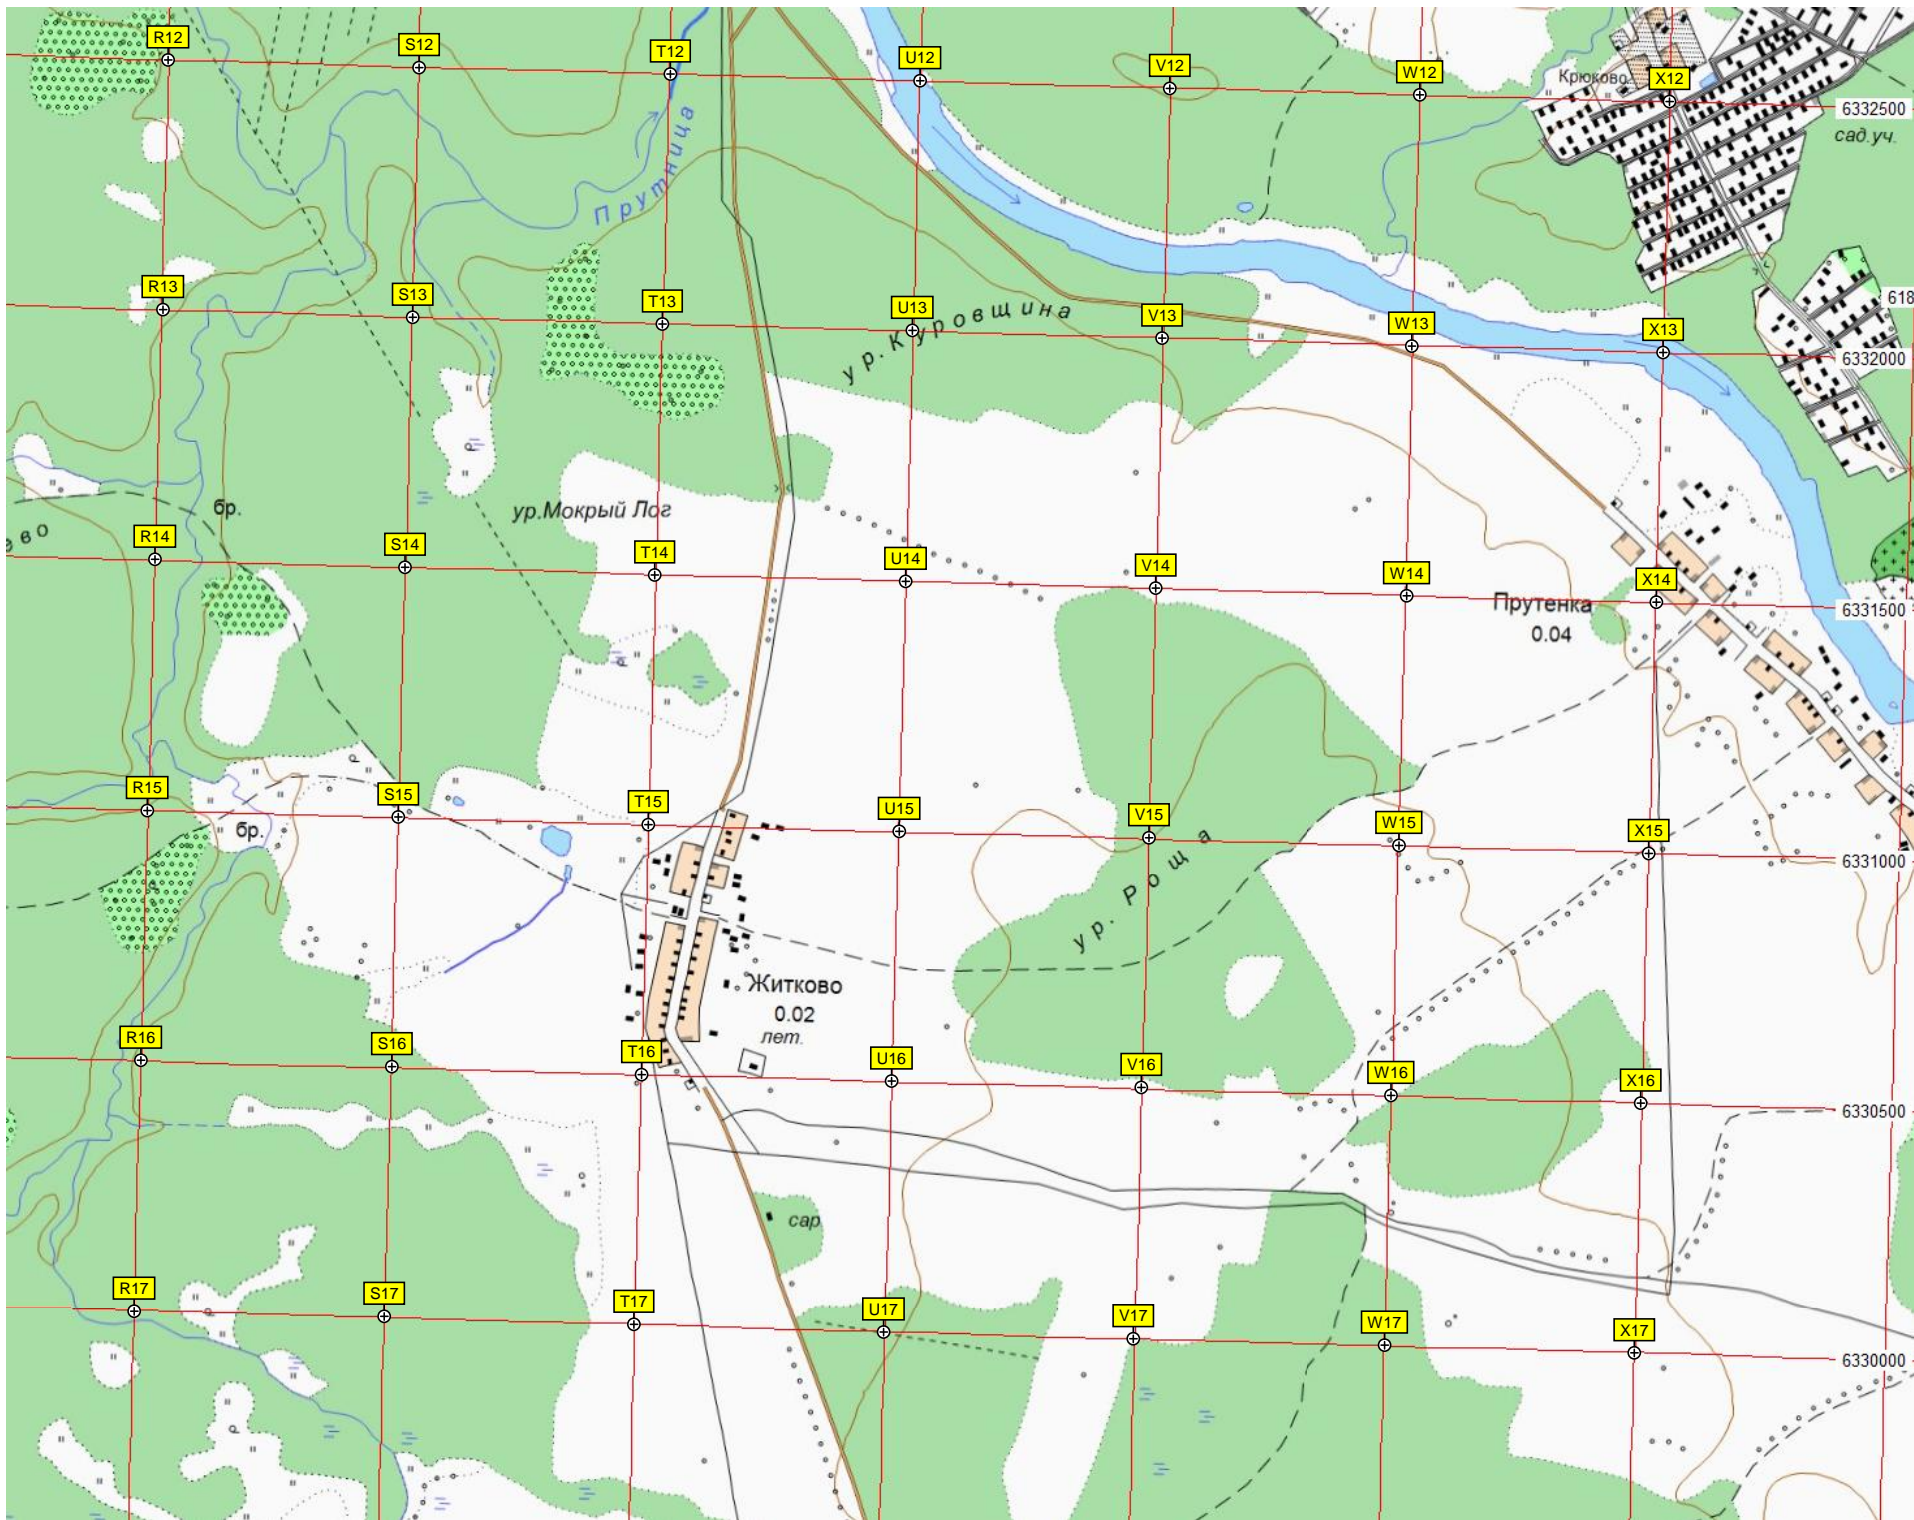 R12
S12
T12
U12
V12
W12
X12
Крюково
6332500
сад.уч.
Прутница
R13
S13
T13
U13
V13
W13
X13
618
ур.Куровщина
6332000
бр.
ур.Мокрый Лог
ево
R14
S14
T14
U14
V14
W14
X14
Прутенка
0.04
6331500
R15
S15
T15
U15
V15
W15
X15
бр.
ур. Роща
6331000
Житково
0.02
лет.
R16
S16
T16
U16
V16
W16
X16
6330500
сар
R17
S17
T17
U17
V17
W17
X17
6330000